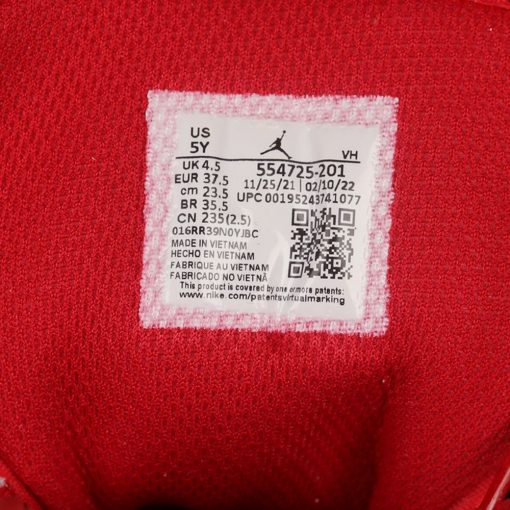 US
5Y
VH
UK 4.5
EUR 37.5
cm 23.5
BR 35.5
CN 235(2.5)
554725-201
11/25/21 02/10/22
UPC 00195243741077
016RR39N0YJBC
MADE IN VIETNAM
HECHO EN VIETNAM
FABRIQUE AU VIETNAM
FABRICADO NO VIETNÃ
This product is covered by one or more patents:
www.nike.com/patentsvirtualmarking